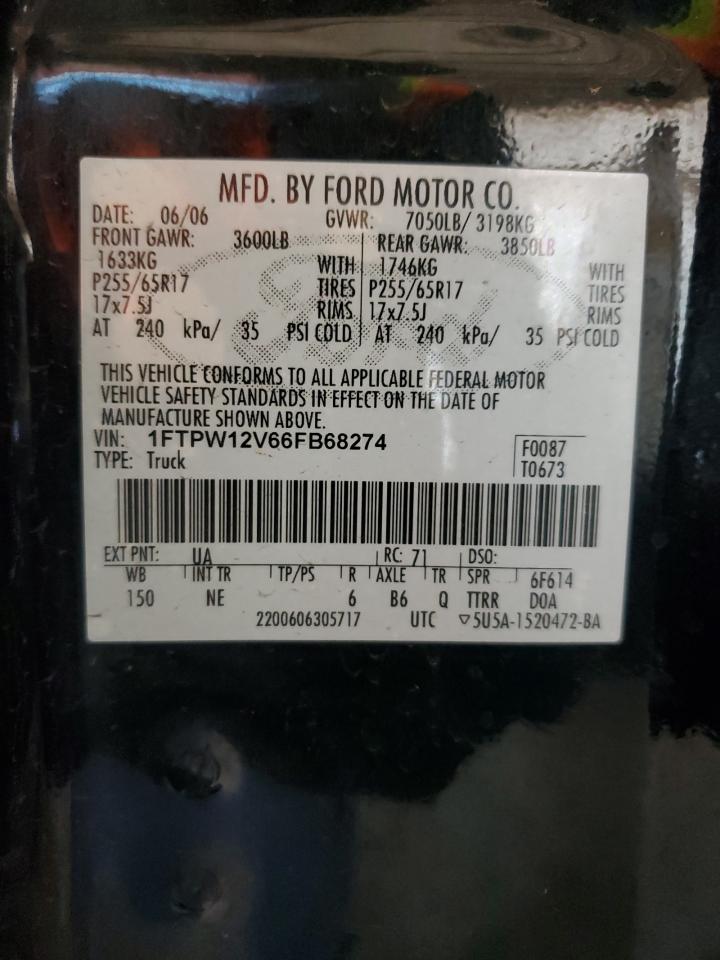 MFD. BY FORD MOTOR CO.
DATE: 06/06 GVWR: 7050LB/ 3198KG
FRONT GAWR: 3600LB REAR GAWR: 3850LB
1633KG WITH 1746KG WITH
P255/65R17 TIRES P255/65R17 TIRES
17x7.5J RIMS 17x7.5J RIMS
AT 240 kPa/ 35 PSI COLD AT 240 kPa/ 35 PSI COLD
THIS VEHICLE CONFORMS TO ALL APPLICABLE FEDERAL MOTOR
VEHICLE SAFETY STANDARDS IN EFFECT ON THE DATE OF
MANUFACTURE SHOWN ABOVE.
VIN: 1FTPW12V66FB68274 F0087
TYPE: Truck T0673
EXT PNT: UA RC: 71 DSO:
WB INT TR TP/PS R AXLE TR SPR 6F614
150 NE 6 B6 Q TTRR DOA
2200606305717 UTC ▽5U5A-1520472-BA